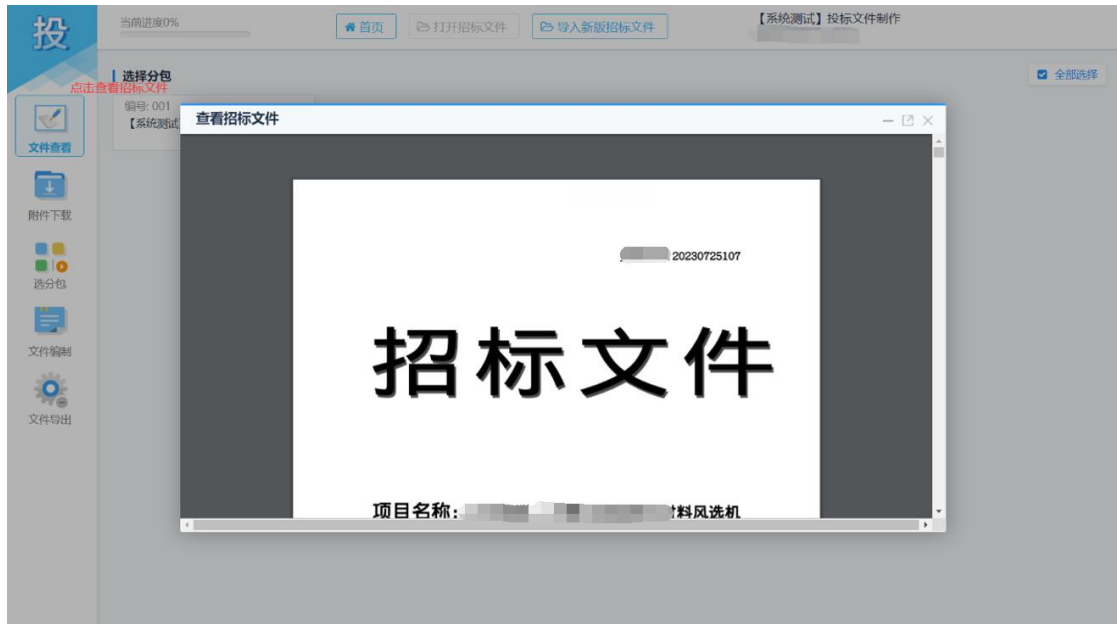 投
当前进度0%
首页
打开招标文件
导入新版招标文件
【系统测试】投标文件制作
选择分包
全部选择
点击查看招标文件
编号: 001
【系统测试
查看招标文件
文件查看
附件下载
选分包
文件编制
文件导出
20230725107
招标文件
项目名称:
料风选机